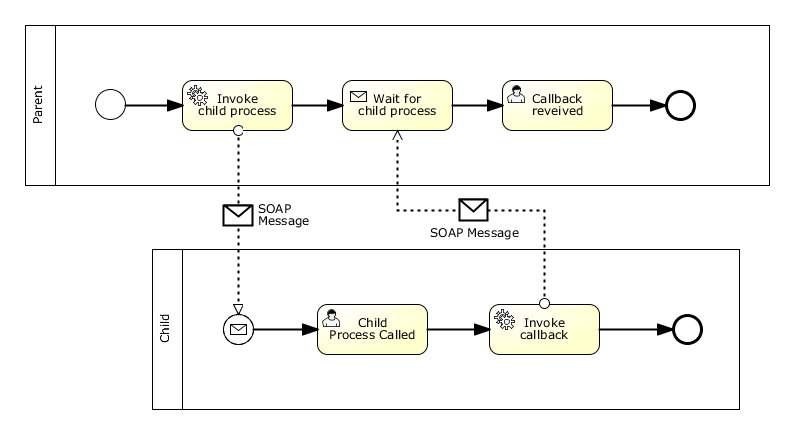 Parent
Invoke
child process
Wait for
child process
Callback
reveived
SOAP
Message
SOAP Message
Child
Child
Process Called
Invoke
callback